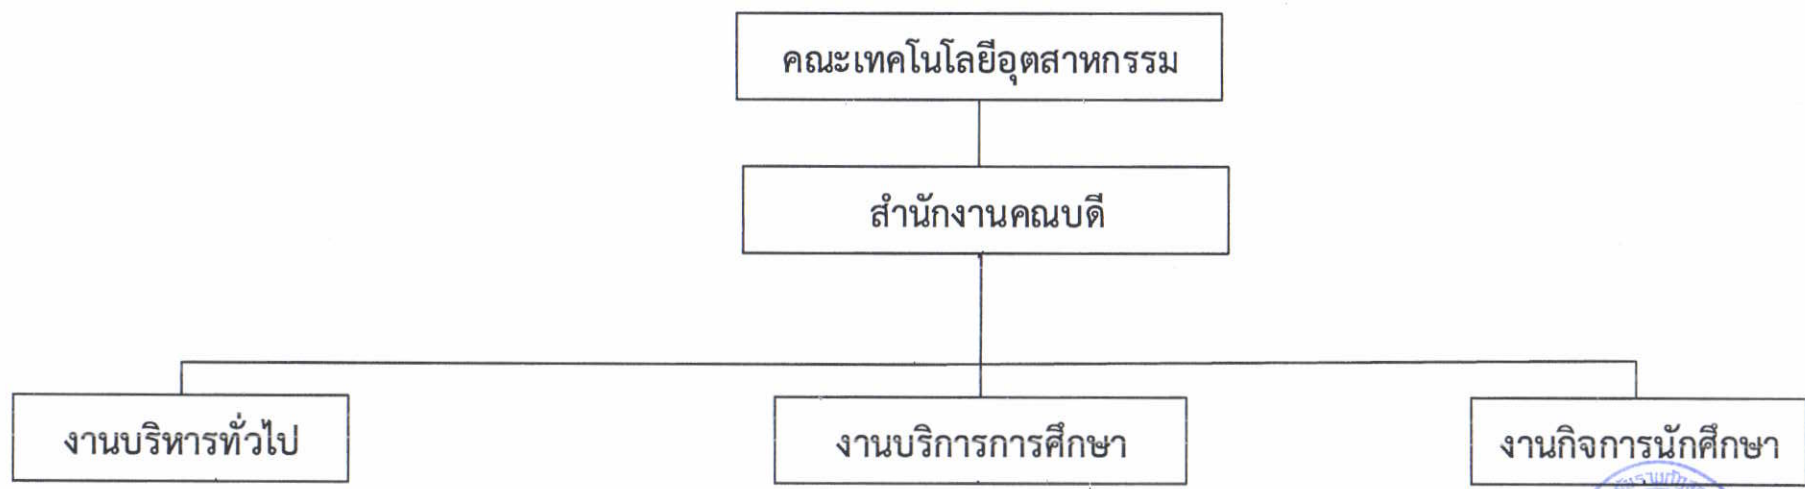 คณะเทคโนโลยีอุตสาหกรรม
สำนักงานคณบดี
งานบริหารทั่วไป
งานบริการการศึกษา
งานกิจการนักศึกษา